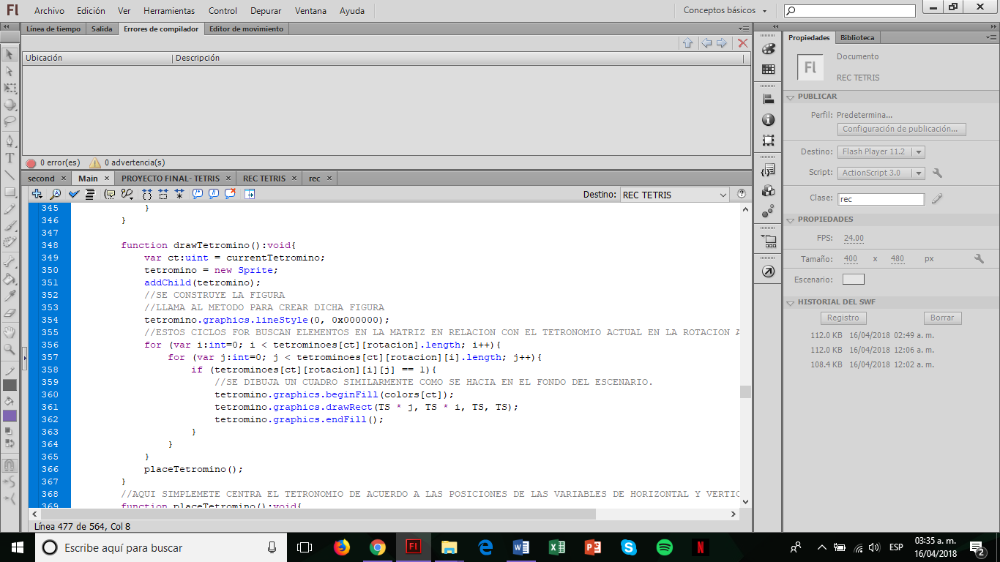 Fl Archivo Edición Ver Herramientas Control Depurar Ventana Ayuda Conceptos básicos
Línea de tiempo Salida Errores de compilador Editor de movimiento
Ubicación Descripción
0 error(es) 0 advertencia(s)
second Main PROYECTO FINAL- TETRIS REC TETRIS rec
Destino: REC TETRIS
345 }
346 }
347
348 function drawTetromino():void{
349 var ct:uint = currentTetromino;
350 tetromino = new Sprite;
351 addChild(tetromino);
352 //SE CONSTRUYE LA FIGURA
353 //LLAMA AL METODO PARA CREAR DICHA FIGURA
354 tetromino.graphics.lineStyle(0, 0x000000);
355 //ESTOS CICLOS FOR BUSCAN ELEMENTOS EN LA MATRIZ EN RELACION CON EL TETRONOMIO ACTUAL EN LA ROTACION A
356 for (var i:int=0; i < tetrominoes[ct][rotacion].length; i++){
357 for (var j:int=0; j < tetrominoes[ct][rotacion][i].length; j++){
358 if (tetrominoes[ct][rotacion][i][j] == 1){
359 //SE DIBUJA UN CUADRO SIMILARMENTE COMO SE HACIA EN EL FONDO DEL ESCENARIO.
360 tetromino.graphics.beginFill(colors[ct]);
361 tetromino.graphics.drawRect(TS * j, TS * i, TS, TS);
362 tetromino.graphics.endFill();
363 }
364 }
365 }
366 placeTetromino();
367 }
368 //AQUI SIMPLEMETE CENTRA EL TETRONOMIO DE ACUERDO A LAS POSICIONES DE LAS VARIABLES DE HORIZONTAL Y VERTIC
369 function placeTetromino():void{
Línea 477 de 564, Col 8
Propiedades Biblioteca
Fl Documento
REC TETRIS
PUBLICAR
Perfil: Predetermina...
Configuración de publicación...
Destino: Flash Player 11.2
Script: ActionScript 3.0
Clase: rec
PROPIEDADES
FPS: 24.00
Tamaño: 400 x 480 px
Escenario:
HISTORIAL DEL SWF
Registro Borrar
112.0 KB 16/04/2018 02:49 a. m.
112.0 KB 16/04/2018 12:06 a. m.
108.4 KB 16/04/2018 12:02 a. m.
Escribe aquí para buscar
ESP
03:35 a. m.
16/04/2018
2